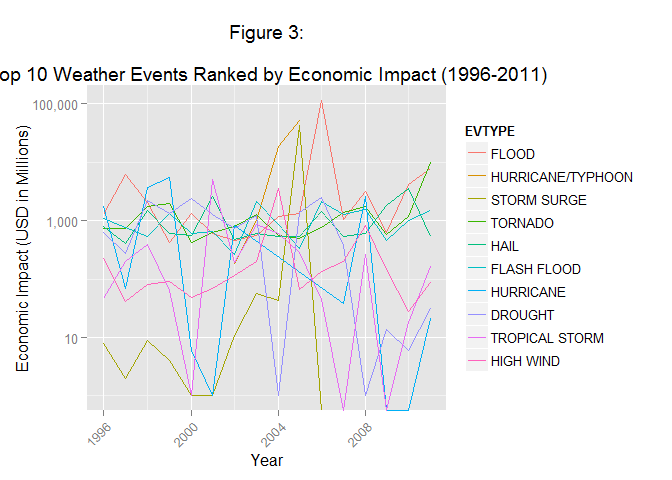 Figure 3:
op 10 Weather Events Ranked by Economic Impact (1996-2011)
Economic Impact (USD in Millions)
100,000
1,000
10
1996
2000
2004
2008
Year
EVTYPE
FLOOD
HURRICANE/TYPHOON
STORM SURGE
TORNADO
HAIL
FLASH FLOOD
HURRICANE
DROUGHT
TROPICAL STORM
HIGH WIND